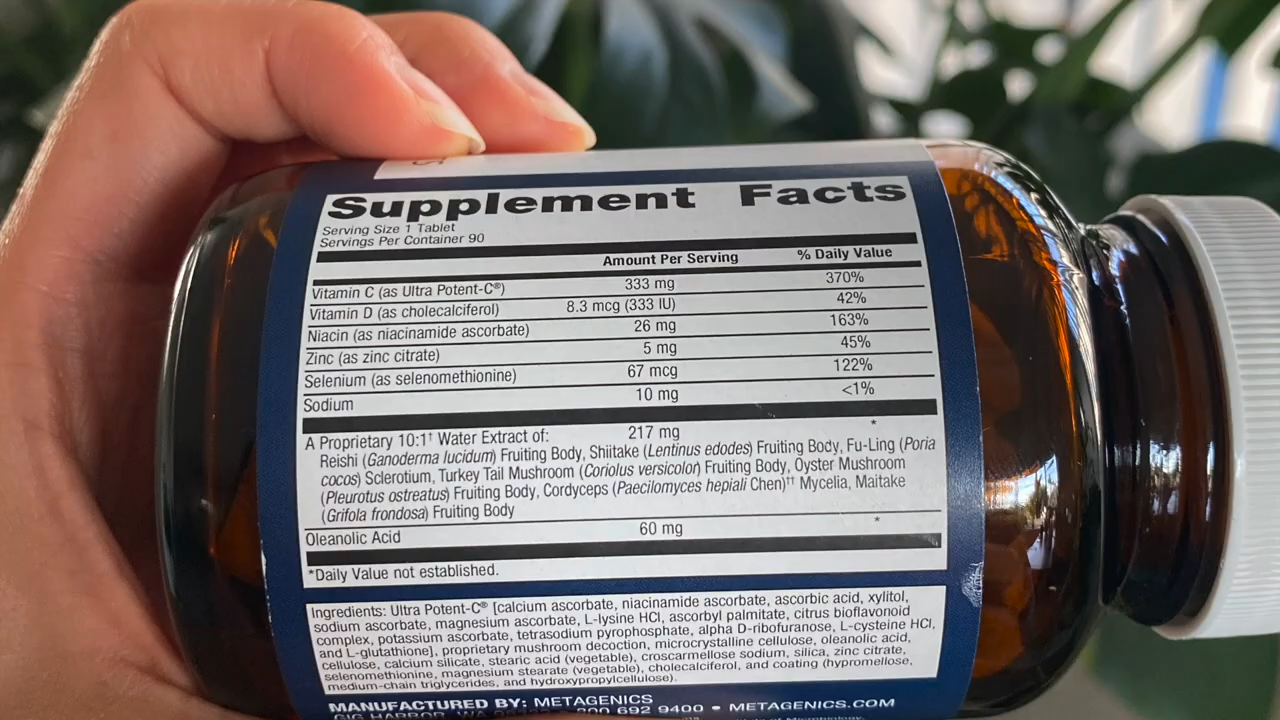 Supplement Facts
Serving Size 1 Tablet
Servings Per Container 90
Amount Per Serving % Daily Value
Vitamin C (as Ultra Potent-C®) 333 mg 370%
Vitamin D (as cholecalciferol) 8.3 mcg (333 IU) 42%
Niacin (as niacinamide ascorbate) 26 mg 163%
Zinc (as zinc citrate) 5 mg 45%
Selenium (as selenomethionine) 67 mcg 122%
Sodium 10 mg <1%
A Proprietary 10:1† Water Extract of: 217 mg *
Reishi (Ganoderma lucidum) Fruiting Body, Shiitake (Lentinus edodes) Fruiting Body, Fu-Ling (Poria
cocos) Sclerotium, Turkey Tail Mushroom (Coriolus versicolor) Fruiting Body, Oyster Mushroom
(Pleurotus ostreatus) Fruiting Body, Cordyceps (Paecilomyces hepiali Chen)†† Mycelia, Maitake
(Grifola frondosa) Fruiting Body
Oleanolic Acid 60 mg *
*Daily Value not established.
Ingredients: Ultra Potent-C® [calcium ascorbate, niacinamide ascorbate, ascorbic acid, xylitol,
sodium ascorbate, magnesium ascorbate, L-lysine HCl, ascorbyl palmitate, citrus bioflavonoid
complex, potassium ascorbate, tetrasodium pyrophosphate, alpha D-ribofuranose, L-cysteine HCl,
and L-glutathione], proprietary mushroom decoction, microcrystalline cellulose, oleanolic acid,
cellulose, calcium silicate, stearic acid (vegetable), croscarmellose sodium, silica, zinc citrate,
selenomethionine, magnesium stearate (vegetable), cholecalciferol, and coating (hypromellose,
medium-chain triglycerides, and hydroxypropylcellulose).
MANUFACTURED BY: METAGENICS
GIG HARBOR, WA 800 692 9400 • METAGENICS.COM